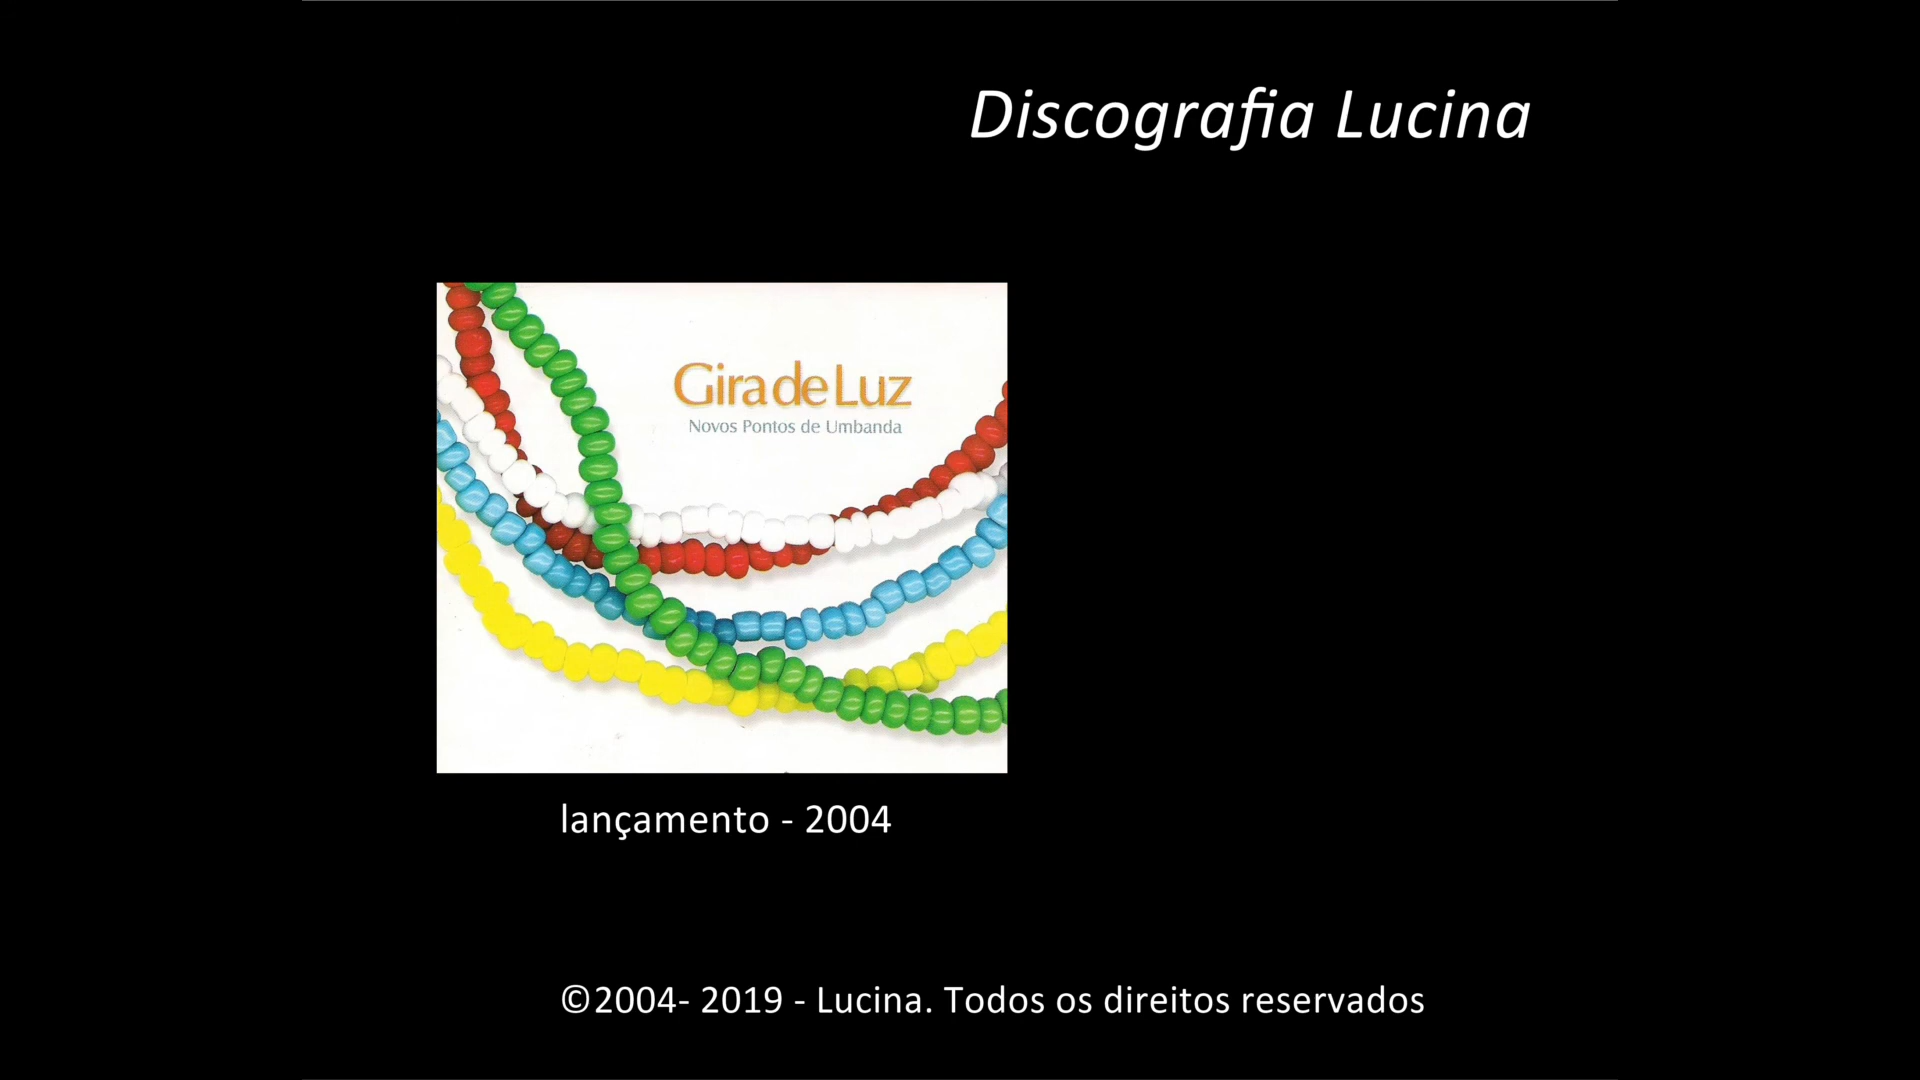 Discografia Lucina
Gira de Luz
Novos Pontos de Umbanda
lançamento - 2004
©2004- 2019 - Lucina. Todos os direitos reservados